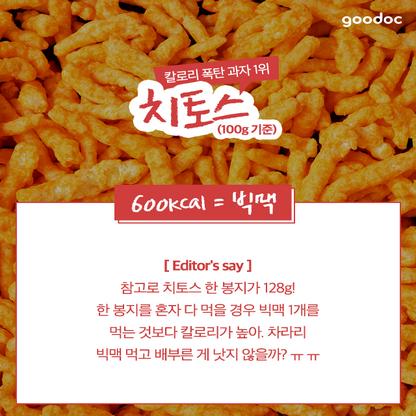 goodoc
칼로리 폭탄 과자 1위
치토스
(100g 기준)
600kcal = 빅맥
[ Editor's say ]
참고로 치토스 한 봉지가 128g!
한 봉지를 혼자 다 먹을 경우 빅맥 1개를
먹는 것보다 칼로리가 높아. 차라리
빅맥 먹고 배부른 게 낫지 않을까? ㅠㅠ